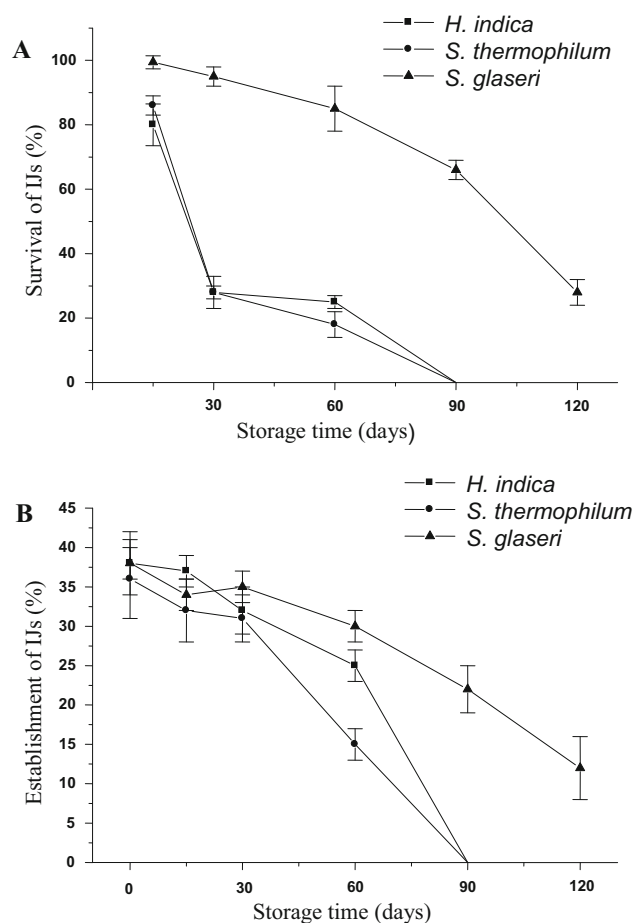 A
H. indica
S. thermophilum
S. glaseri
Survival of IJs (%)
100
80
60
40
20
0
30 60 90 120
Storage time (days)
B
H. indica
S. thermophilum
S. glaseri
Establishment of IJs (%)
45
40
35
30
25
20
15
10
5
0
0 15 30 60 90 120
Storage time (days)